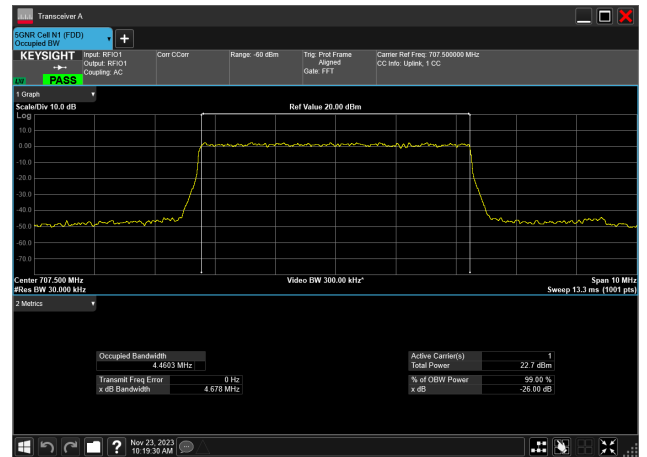 Transceiver A
5GNR Cell N1 (FDD)
Occupied BW
KEYSIGHT
LXI
PASS
Input: RFIO1
Output: RFIO1
Coupling: AC
Corr CCorr
Range: -60 dBm
Trig: Prot Frame
Aligned
Gate: FFT
Carrier Ref Freq: 707.500000 MHz
CC Info: Uplink, 1 CC
1 Graph
Scale/Div 10.0 dB
Ref Value 20.00 dBm
Log
10.0
0.00
-10.0
-20.0
-30.0
-40.0
-50.0
-60.0
-70.0
Center 707.500 MHz
Video BW 300.00 kHz*
Span 10 MHz
#Res BW 30.000 kHz
Sweep 13.3 ms (1001 pts)
2 Metrics
Occupied Bandwidth
4.4603 MHz
Active Carrier(s) 1
Total Power 22.7 dBm
Transmit Freq Error 0 Hz
x dB Bandwidth 4.678 MHz
% of OBW Power 99.00 %
x dB -26.00 dB
?
Nov 23, 2023
10:19:30 AM